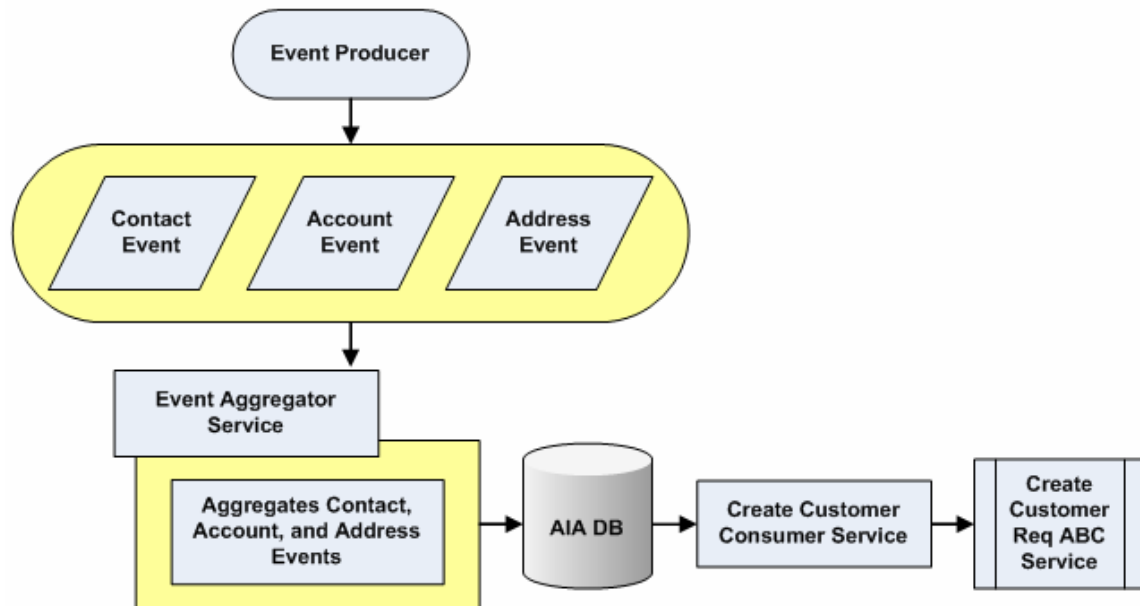 Event Producer
Contact
Event
Account
Event
Address
Event
Event Aggregator
Service
Aggregates Contact,
Account, and Address
Events
AIA DB
Create Customer
Consumer Service
Create
Customer
Req ABC
Service